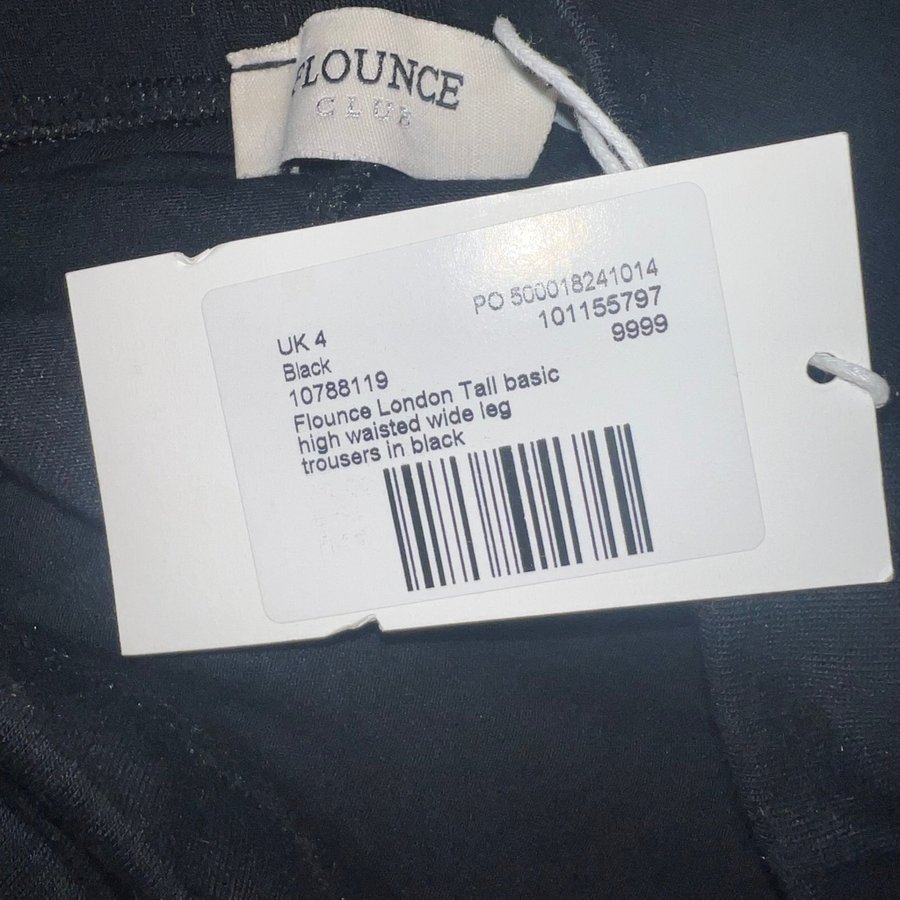 FLOUNCE
CLUB
PO 500018241014
101155797
9999
UK 4
Black
10788119
Flounce London Tall basic
high waisted wide leg
trousers in black